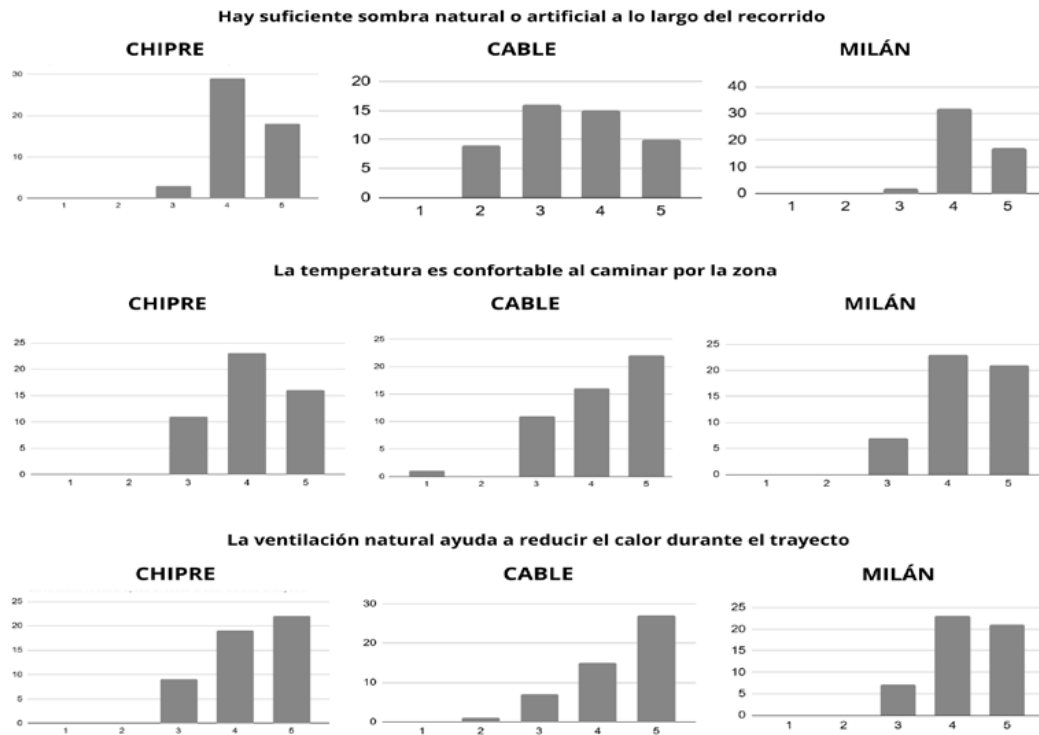 Hay suficiente sombra natural o artificial a lo largo del recorrido
CHIPRE
30
20
10
0
1 2 3 4 5
CABLE
20
15
10
5
0
1 2 3 4 5
MILÁN
40
30
20
10
0
1 2 3 4 5
La temperatura es confortable al caminar por la zona
CHIPRE
25
20
15
10
5
0
1 2 3 4 5
CABLE
25
20
15
10
5
0
1 2 3 4 5
MILÁN
25
20
15
10
5
0
1 2 3 4 5
La ventilación natural ayuda a reducir el calor durante el trayecto
CHIPRE
25
20
15
10
5
0
1 2 3 4 5
CABLE
30
20
10
0
1 2 3 4 5
MILÁN
25
20
15
10
5
0
1 2 3 4 5